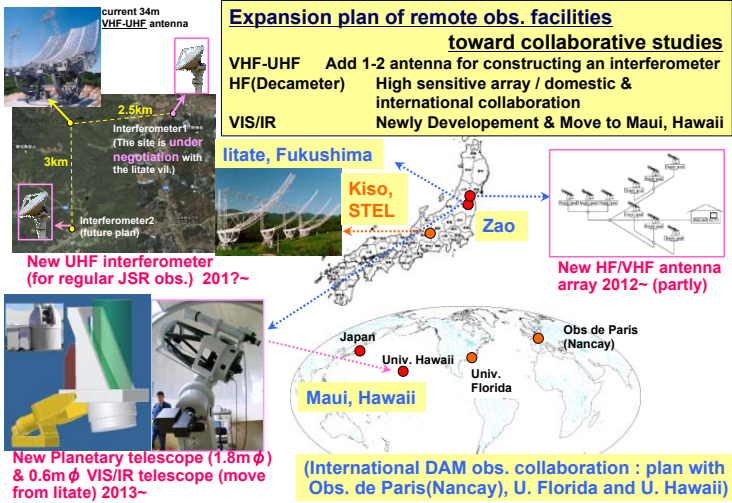 current 34m
VHF-UHF antenna
Expansion plan of remote obs. facilities
toward collaborative studies
VHF-UHF Add 1-2 antenna for constructing an interferometer
HF(Decameter) High sensitive array / domestic &
international collaboration
VIS/IR Newly Developement & Move to Maui, Hawaii
2.5km
Interferometer1
(The site is under
negotiation with
the Iitate vil.)
3km
Interferometer2
(future plan)
New UHF interferometer
(for regular JSR obs.) 201?~
Iitate, Fukushima
Kiso,
STEL
Zao
New HF/VHF antenna
array 2012~ (partly)
Japan
Univ. Hawaii
Univ.
Florida
Obs de Paris
(Nancay)
Maui, Hawaii
New Planetary telescope (1.8mφ)
& 0.6mφ VIS/IR telescope (move
from Iitate) 2013~
(International DAM obs. collaboration : plan with
Obs. de Paris(Nancay), U. Florida and U. Hawaii)